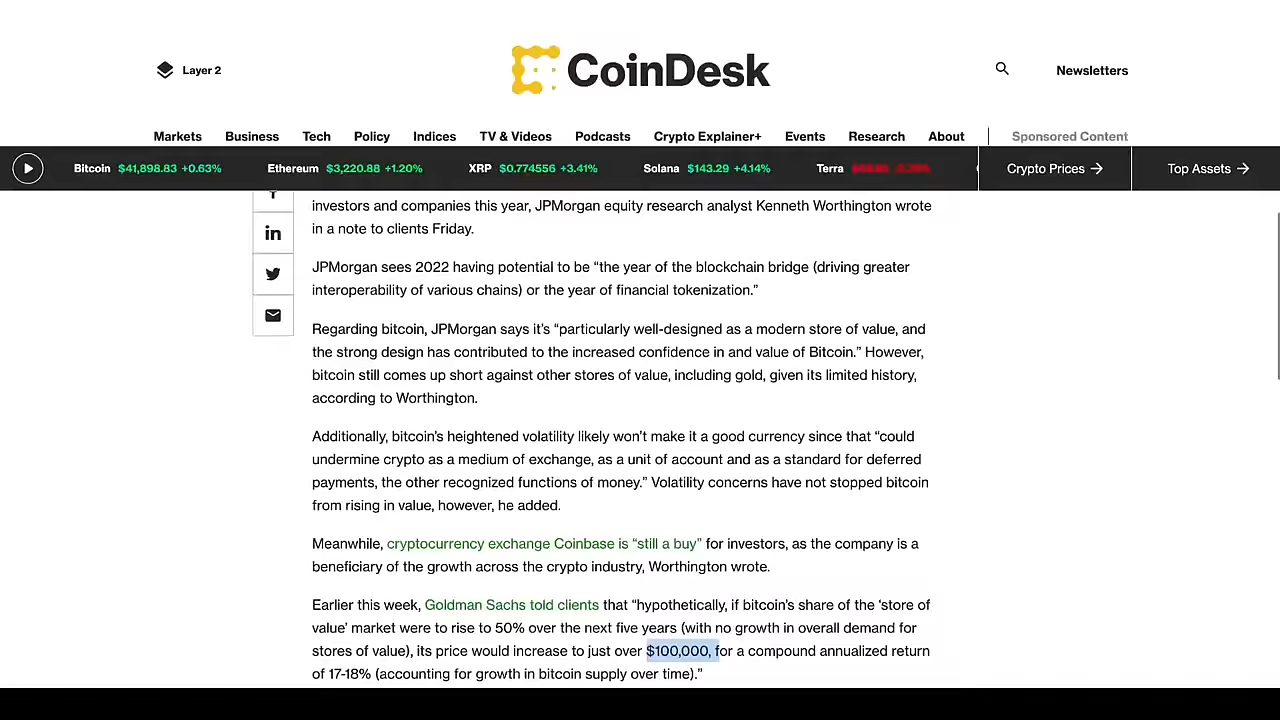 Layer 2
CoinDesk
Newsletters
Markets Business Tech Policy Indices TV & Videos Podcasts Crypto Explainer+ Events Research About Sponsored Content
Bitcoin $41,898.83 +0.63% Ethereum $3,220.88 +1.20% XRP $0.774556 +3.41% Solana $143.29 +4.14% Terra Crypto Prices → Top Assets →
investors and companies this year, JPMorgan equity research analyst Kenneth Worthington wrote
in a note to clients Friday.
JPMorgan sees 2022 having potential to be “the year of the blockchain bridge (driving greater
interoperability of various chains) or the year of financial tokenization.”
Regarding bitcoin, JPMorgan says it’s “particularly well-designed as a modern store of value, and
the strong design has contributed to the increased confidence in and value of Bitcoin.” However,
bitcoin still comes up short against other stores of value, including gold, given its limited history,
according to Worthington.
Additionally, bitcoin’s heightened volatility likely won’t make it a good currency since that “could
undermine crypto as a medium of exchange, as a unit of account and as a standard for deferred
payments, the other recognized functions of money.” Volatility concerns have not stopped bitcoin
from rising in value, however, he added.
Meanwhile, cryptocurrency exchange Coinbase is “still a buy” for investors, as the company is a
beneficiary of the growth across the crypto industry, Worthington wrote.
Earlier this week, Goldman Sachs told clients that “hypothetically, if bitcoin’s share of the ‘store of
value’ market were to rise to 50% over the next five years (with no growth in overall demand for
stores of value), its price would increase to just over $100,000, for a compound annualized return
of 17-18% (accounting for growth in bitcoin supply over time).”